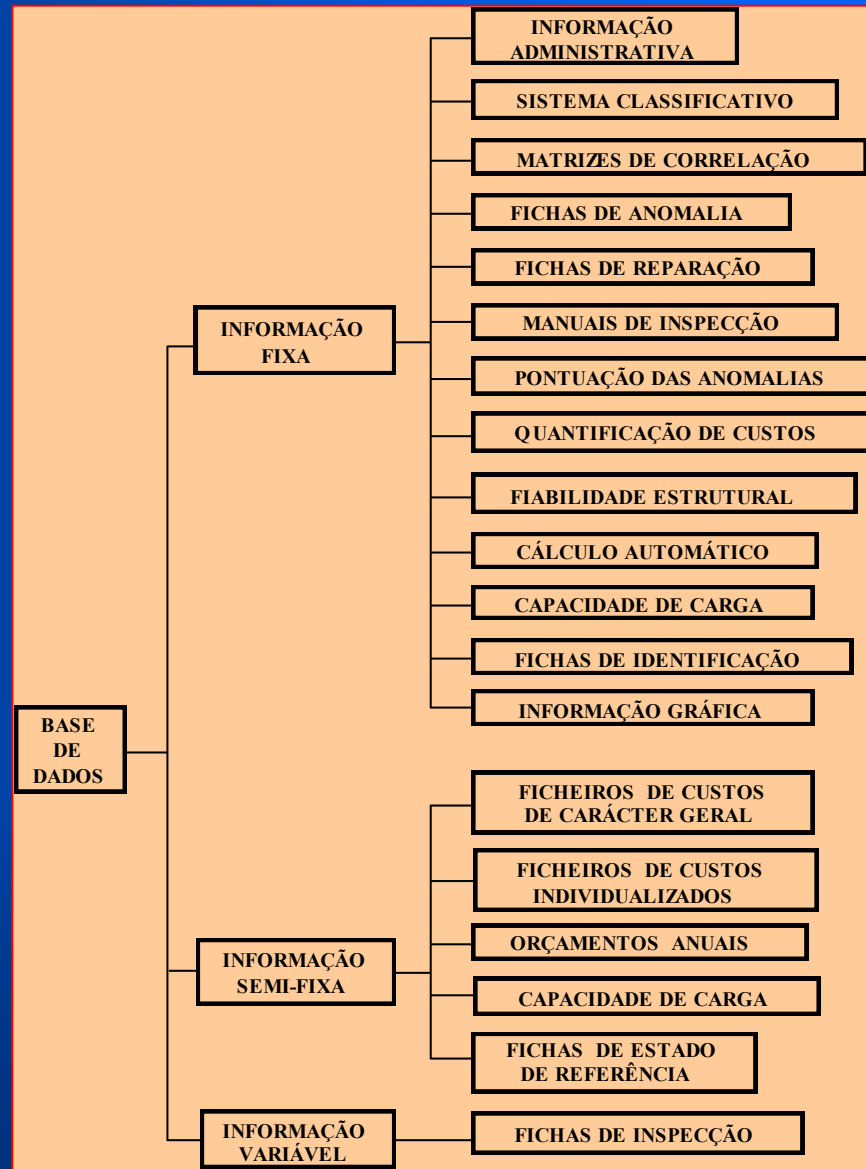 INFORMAÇÃO
ADMINISTRATIVA
SISTEMA CLASSIFICATIVO
MATRIZES DE CORRELAÇÃO
FICHAS DE ANOMALIA
FICHAS DE REPARAÇÃO
INFORMAÇÃO
FIXA
MANUAIS DE INSPECÇÃO
PONTUAÇÃO DAS ANOMALIAS
QUANTIFICAÇÃO DE CUSTOS
FIABILIDADE ESTRUTURAL
CÁLCULO AUTOMÁTICO
CAPACIDADE DE CARGA
FICHAS DE IDENTIFICAÇÃO
INFORMAÇÃO GRÁFICA
BASE
DE
DADOS
FICHEIROS DE CUSTOS
DE CARÁCTER GERAL
FICHEIROS DE CUSTOS
INDIVIDUALIZADOS
ORÇAMENTOS ANUAIS
INFORMAÇÃO
SEMI-FIXA
CAPACIDADE DE CARGA
FICHAS DE ESTADO
DE REFERÊNCIA
INFORMAÇÃO
VARIÁVEL
FICHAS DE INSPECÇÃO